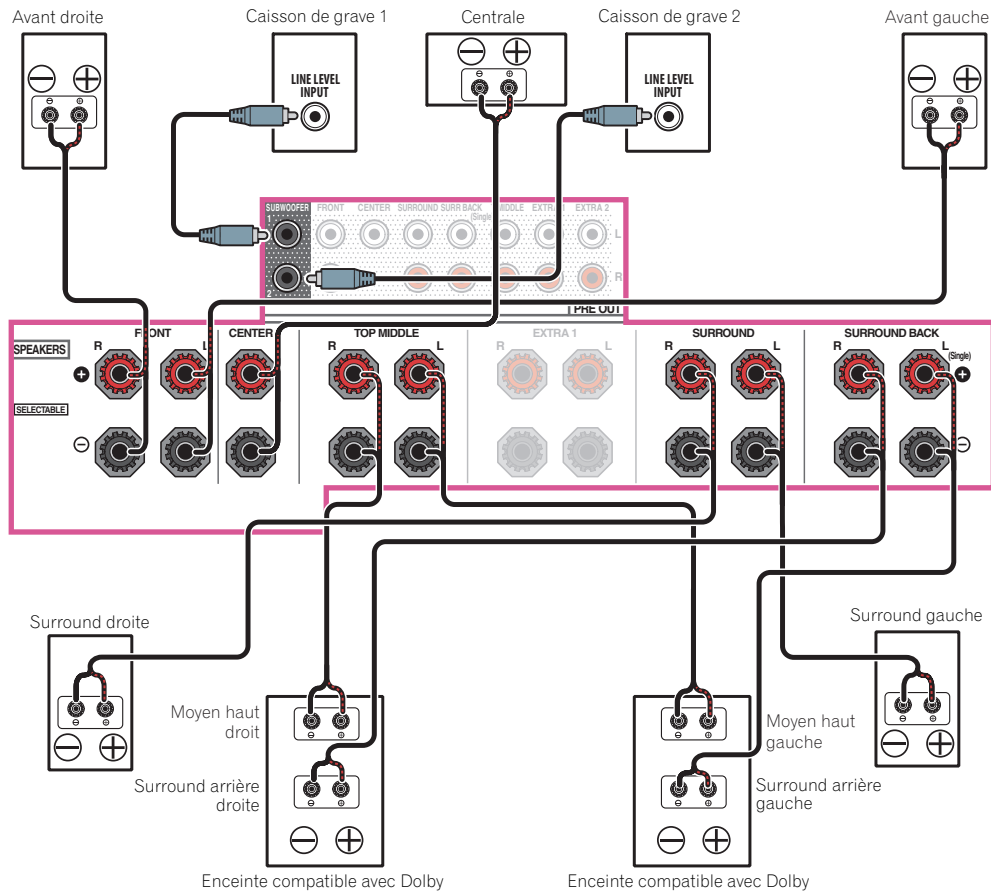 Avant droite
Caisson de grave 1
Centrale
Caisson de grave 2
Avant gauche
LINE LEVEL
INPUT
LINE LEVEL
INPUT
SUBWOOFER FRONT CENTER SURROUND SURR BACK MIDDLE EXTRA 2
(Single)
1
L
2
R
PRE OUT
SPEAKERS
FRONT
CENTER
TOP MIDDLE
EXTRA 1
SURROUND
SURROUND BACK
R L R L R L R L R L
(Single)
SELECTABLE
Surround droite
Surround gauche
Moyen haut
droit
Moyen haut
gauche
Surround arrière
droite
Surround arrière
gauche
Enceinte compatible avec Dolby
Enceinte compatible avec Dolby